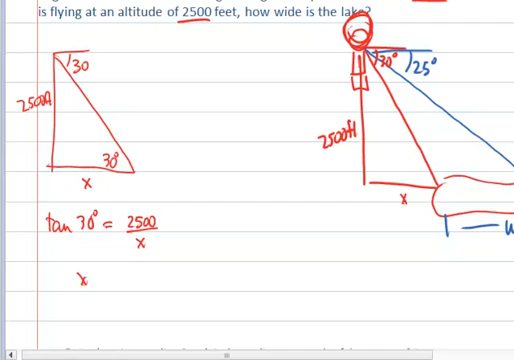 is flying at an altitude of 2500 feet, how wide is the lake?
30
2500ft
30°
x
tan 30° = 2500
x
x
30°
25°
2500ft
x